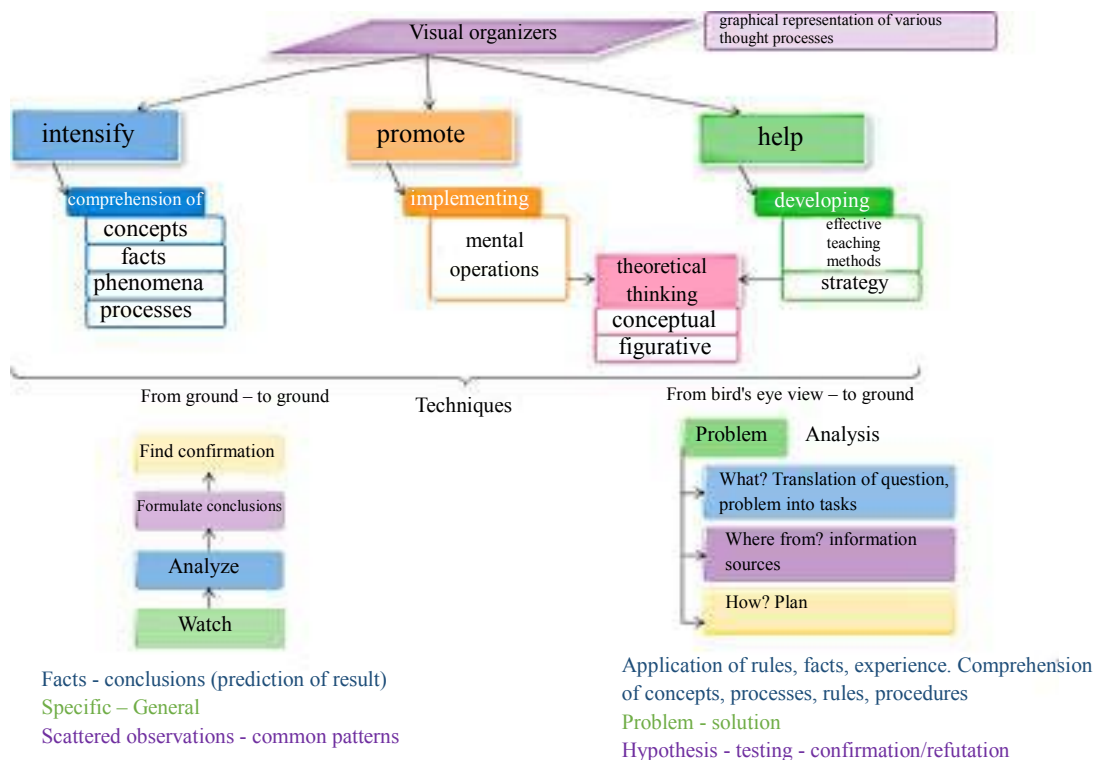 Visual organizers
graphical representation of various
thought processes
intensify
promote
help
comprehension of
concepts
facts
phenomena
processes
implementing
mental
operations
developing
effective
teaching
methods
strategy
theoretical
thinking
conceptual
figurative
Techniques
From ground – to ground
Find confirmation
Formulate conclusions
Analyze
Watch
Facts - conclusions (prediction of result)
Specific – General
Scattered observations - common patterns
From bird's eye view – to ground
Problem
Analysis
What? Translation of question,
problem into tasks
Where from? information
sources
How? Plan
Application of rules, facts, experience. Comprehension
of concepts, processes, rules, procedures
Problem - solution
Hypothesis - testing - confirmation/refutation